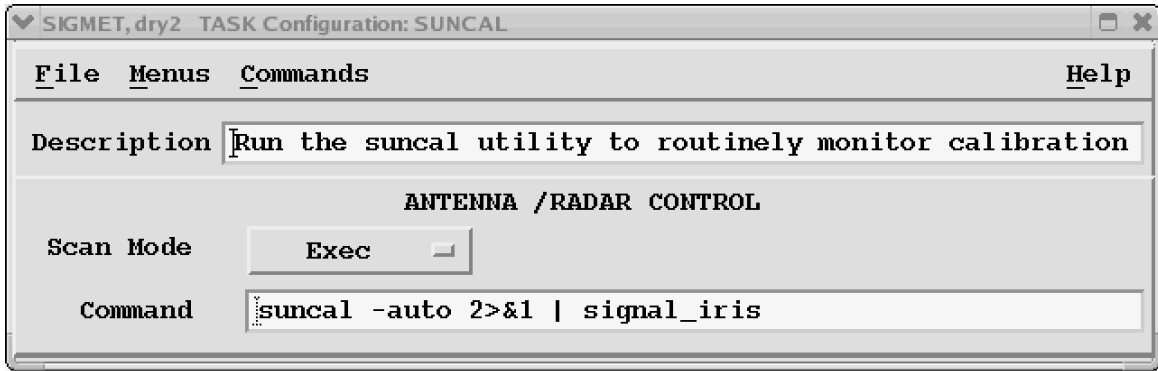 SIGMET, dry2 TASK Configuration: SUNCAL
File Menus Commands Help
Description Run the suncal utility to routinely monitor calibration
ANTENNA /RADAR CONTROL
Scan Mode Exec
Command suncal -auto 2>&1 | signal_iris